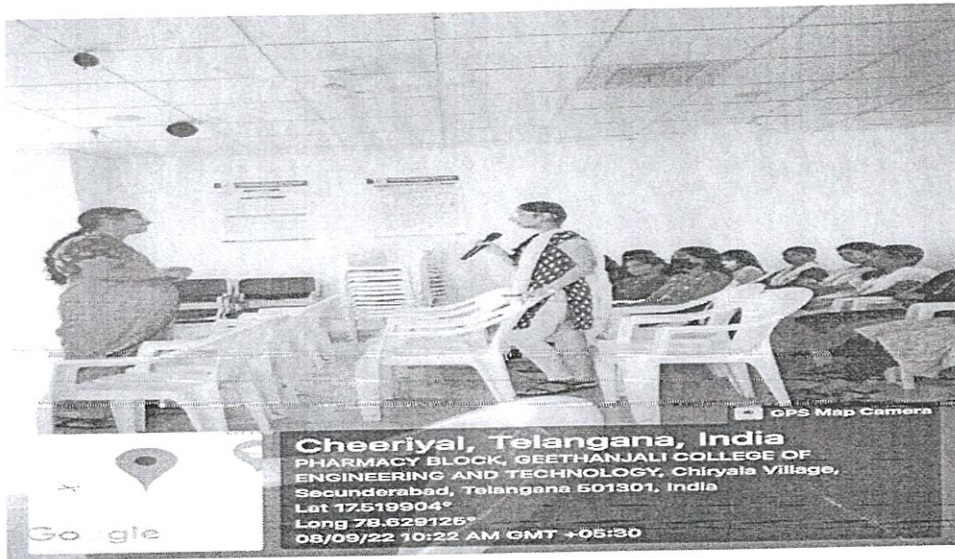 GPS Map Camera
Cheeriyal, Telangana, India
PHARMACY BLOCK, GEETHANJALI COLLEGE OF
ENGINEERING AND TECHNOLOGY, Chiryala Village,
Secunderabad, Telangana 501301, India
Lat 17.519904°
Long 78.629125°
08/09/22 10:22 AM GMT +05:30
Google